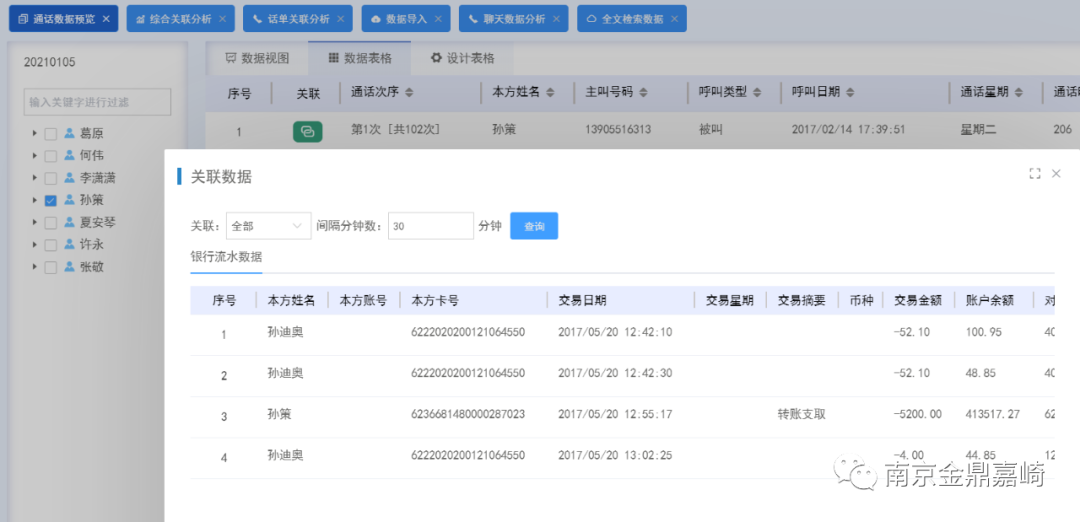 通话数据预览 × 综合关联分析 × 话单关联分析 × 数据导入 × 聊天数据分析 × 全文检索数据 ×
20210105
数据视图 数据表格 设计表格
输入关键字进行过滤
序号 关联 通话次序 本方姓名 主叫号码 呼叫类型 呼叫日期 通话星期
1 第1次 [共102次] 孙策 13905516313 被叫 2017/02/14 17:39:51 星期二 206
葛原
何伟
李潇潇
孙策
夏安琴
许永
张敬
关联数据
关联: 全部 间隔分钟数: 30 分钟 查询
银行流水数据
序号 本方姓名 本方账号 本方卡号 交易日期 交易星期 交易摘要 币种 交易金额 账户余额
1 孙迪奥 6222020200121064550 2017/05/20 12:42:10 -52.10 100.95 40
2 孙迪奥 6222020200121064550 2017/05/20 12:42:30 -52.10 48.85 40
3 孙策 6236681480000287023 2017/05/20 12:55:17 转账支取 -5200.00 413517.27 62
4 孙迪奥 6222020200121064550 2017/05/20 13:02:25 -4.00 44.85 12
南京金鼎嘉崎